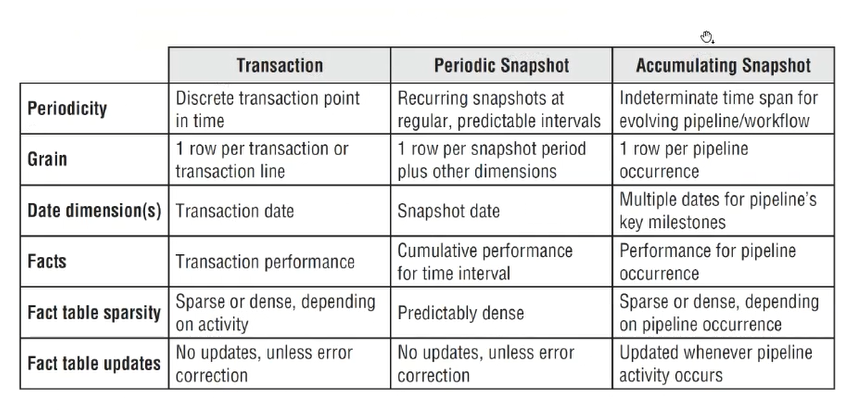 Transaction
Periodic Snapshot
Accumulating Snapshot
Periodicity
Discrete transaction point
in time
Recurring snapshots at
regular, predictable intervals
Indeterminate time span for
evolving pipeline/workflow
Grain
1 row per transaction or
transaction line
1 row per snapshot period
plus other dimensions
1 row per pipeline
occurrence
Date dimension(s)
Transaction date
Snapshot date
Multiple dates for pipeline's
key milestones
Facts
Transaction performance
Cumulative performance
for time interval
Performance for pipeline
occurrence
Fact table sparsity
Sparse or dense, depending
on activity
Predictably dense
Sparse or dense, depending
on pipeline occurrence
Fact table updates
No updates, unless error
correction
No updates, unless error
correction
Updated whenever pipeline
activity occurs